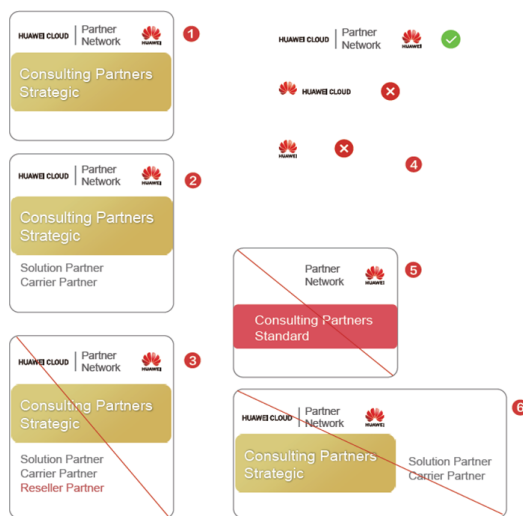 HUAWEI CLOUD
Partner
Network
HUAWEI
1
Consulting Partners
Strategic
HUAWEI CLOUD
Partner
Network
HUAWEI
2
Consulting Partners
Strategic
Solution Partner
Carrier Partner
HUAWEI CLOUD
Partner
Network
HUAWEI
3
Consulting Partners
Strategic
Solution Partner
Carrier Partner
Reseller Partner
HUAWEI CLOUD
Partner
Network
HUAWEI
HUAWEI CLOUD
HUAWEI
4
Partner
Network
HUAWEI
5
Consulting Partners
Standard
HUAWEI CLOUD
Partner
Network
HUAWEI
6
Consulting Partners
Strategic
Solution Partner
Carrier Partner